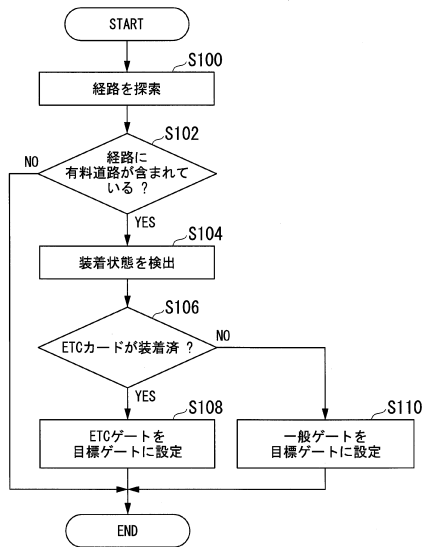 START
S100
経路を探索
S102
NO
経路に
有料道路が含まれて
いる ?
YES
S104
装着状態を検出
S106
ETCカードが装着済 ?
NO
YES
S108
ETCゲートを
目標ゲートに設定
S110
一般ゲートを
目標ゲートに設定
END